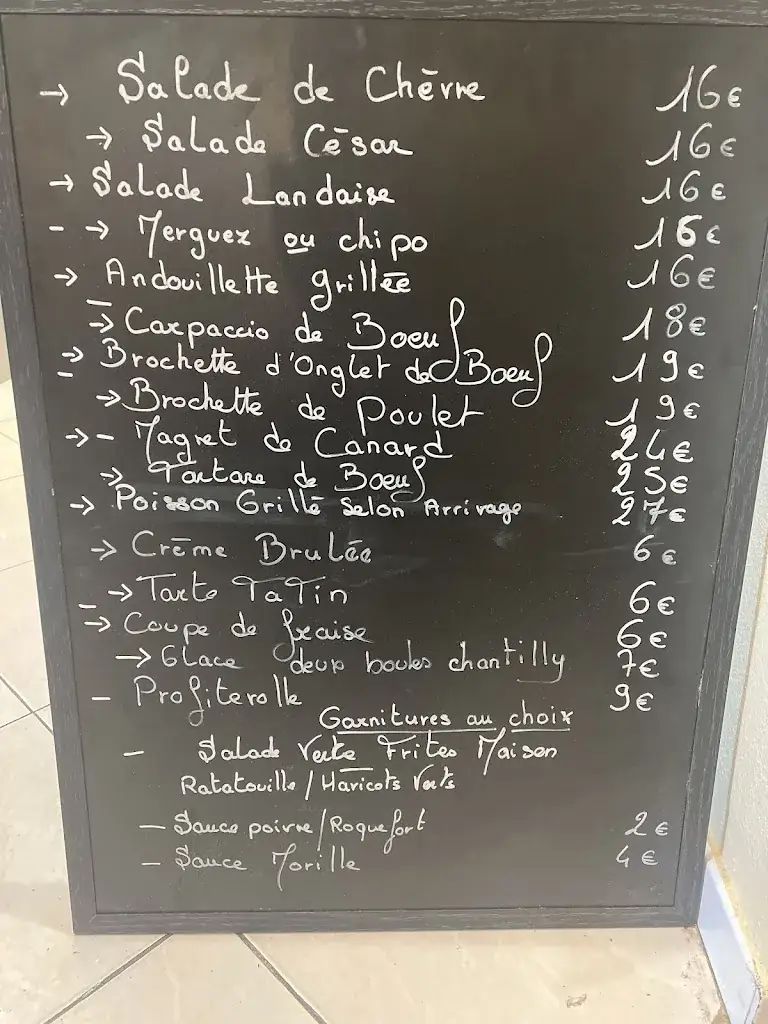 → Salade de Chèvre 16€
→ Salade César 16€
→ Salade Landaise 16€
- → Merguez ou chipo 16€
→ Andouillette grillée 16€
→ Carpaccio de Boeuf 18€
→ Brochette d'Onglet de Boeuf 19€
→ Brochette de Poulet 19€
→ - Magret de Canard 24€
→ Tartare de Boeuf 25€
→ Poisson Grillé Selon Arrivage 27€
→ Crème Brulée 6€
→ Tarte TaTin 6€
→ Coupe de fraise 6€
→ Glace deux boules chantilly 7€
- Profiterolle 9€
Garnitures au choix
- Salade Verte Frites Maison
Ratatouille / Haricots Verts
- Sauce poivre / Roquefort 2€
- Sauce Morille 4€